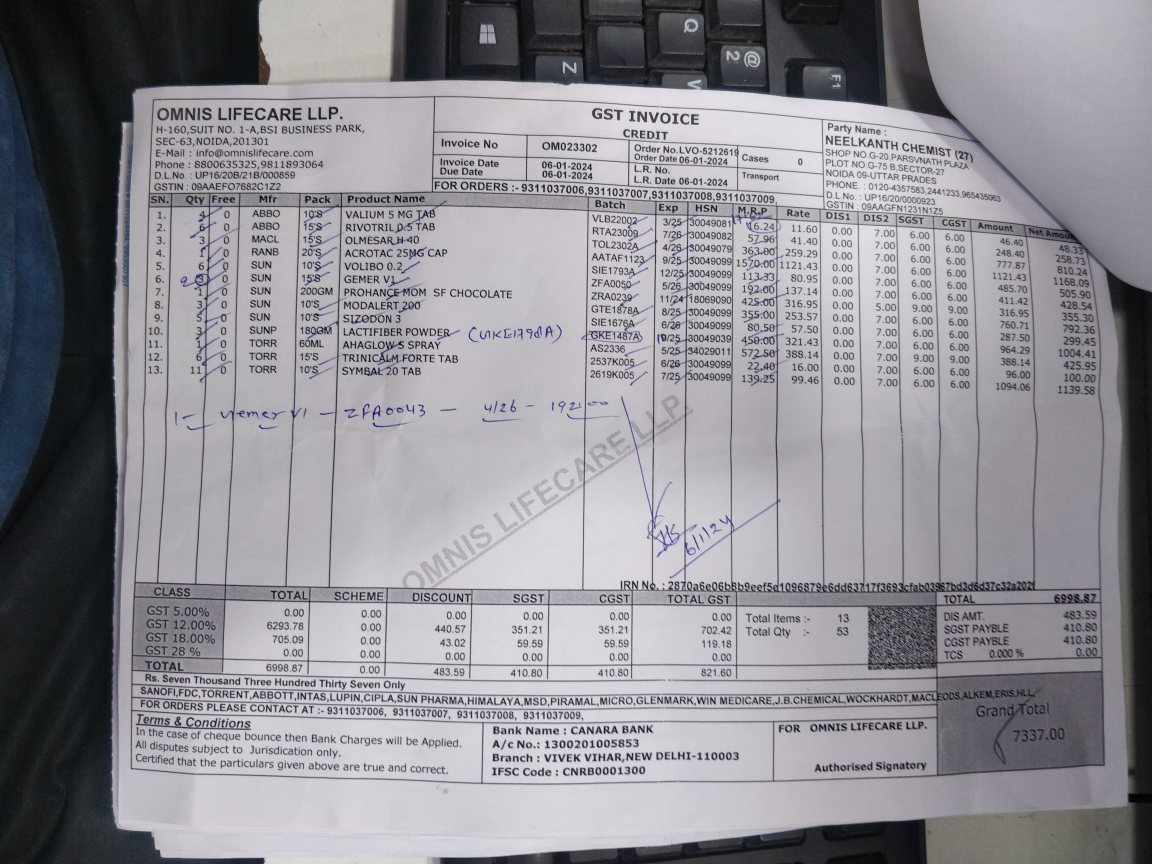 OMNIS LIFECARE LLP.
H-160,SUIT NO. 1-A,BSI BUSINESS PARK,
SEC-63,NOIDA,201301
E-Mail : info@omnislifecare.com
Phone : 8800635325,9811893064
D.L.No. : UP16/20B/21B/000859
GSTIN : 09AAEFO7682C1Z2
GST INVOICE
CREDIT
Invoice No OM023302 Order No.LVO-5212619
Order Date 06-01-2024 Cases 0
Invoice Date 06-01-2024 L.R. No.
Due Date 06-01-2024 L.R. Date 06-01-2024 Transport
FOR ORDERS :- 9311037006,9311037007,9311037008,9311037009,
Party Name :
NEELKANTH CHEMIST (27)
SHOP NO.G-20,PARSVNATH PLAZA
PLOT NO.G-75 B,SECTOR-27
NOIDA 09-UTTAR PRADES
PHONE. : 0120-4357583,2441233,965435063
D.L.No. : UP16/20/0000923
GSTIN : 09AAGFN1231N1Z5
SN. Qty Free Mfr Pack Product Name Batch Exp HSN M.R.P Rate DIS1 DIS2 SGST CGST Amount Net Amount
1. 4 0 ABBO 10'S VALIUM 5 MG TAB VLB22002 3/25 30049081 16.24 11.60 0.00 7.00 6.00 6.00 46.40 48.33
2. 6 0 ABBO 15'S RIVOTRIL 0.5 TAB RTA23009 7/26 30049082 57.96 41.40 0.00 7.00 6.00 6.00 248.40 258.73
3. 3 0 MACL 15'S OLMESAR H 40 TOL2302A 4/26 30049079 363.00 259.29 0.00 7.00 6.00 6.00 777.87 810.24
4. 1 0 RANB 20'S ACROTAC 25MG CAP AATAF1123 9/25 30049099 1570.00 1121.43 0.00 7.00 6.00 6.00 1121.43 1168.09
5. 6 0 SUN 10'S VOLIBO 0.2 SIE1793A 12/25 30049099 113.33 80.95 0.00 7.00 6.00 6.00 485.70 505.90
6. 3 0 SUN 15'S GEMER V1 ZFA0050 5/26 30049039 192.00 137.14 0.00 7.00 6.00 6.00 411.42 428.54
7. 1 0 SUN 200GM PROHANCE MOM SF CHOCOLATE ZRA0239 11/24 18069090 425.00 316.95 0.00 5.00 9.00 9.00 316.95 355.30
8. 3 0 SUN 10'S MODALERT 200 GTE1878A 8/25 30049099 355.00 253.57 0.00 7.00 6.00 6.00 760.71 792.36
9. 5 0 SUN 10'S SIZODON 3 SIE1676A 6/26 30049039 80.50 57.50 0.00 7.00 6.00 6.00 287.50 299.45
10. 3 0 SUNP 180GM LACTIFIBER POWDER (GKE1798A) GKE1487A 9/25 30049099 450.00 321.43 0.00 7.00 6.00 6.00 964.29 1004.41
11. 1 0 TORR 60ML AHAGLOW S SPRAY AS2336 5/25 34029011 572.50 388.14 0.00 7.00 9.00 9.00 388.14 425.95
12. 6 0 TORR 15'S TRINICALM FORTE TAB 2537K005 6/26 30049099 22.40 16.00 0.00 7.00 6.00 6.00 96.00 100.00
13. 11 0 TORR 10'S SYMBAL 20 TAB 2619K005 7/25 30049099 139.25 99.46 0.00 7.00 6.00 6.00 1094.06 1139.58
1- Gemer V1 - ZFA0043 - 4/26 - 192.00
OMNIS LIFECARE LLP
6/1/24
IRN No. : 2870a6e06b8b9eef5d1096879e6dd63717f3693cfab03967bd3d6d37c32a202f
CLASS TOTAL SCHEME DISCOUNT SGST CGST TOTAL GST
GST 5.00% 0.00 0.00 0.00 0.00 0.00 0.00
GST 12.00% 6293.78 0.00 440.57 351.21 351.21 702.42
GST 18.00% 705.09 0.00 43.02 59.59 59.59 119.18
GST 28 % 0.00 0.00 0.00 0.00 0.00 0.00
TOTAL 6998.87 0.00 483.59 410.80 410.80 821.60
Total Items :- 13
Total Qty :- 53
TOTAL 6998.87
DIS AMT. 483.59
SGST PAYBLE 410.80
CGST PAYBLE 410.80
TCS 0.000 % 0.00
Rs. Seven Thousand Three Hundred Thirty Seven Only
SANOFI,FDC,TORRENT,ABBOTT,INTAS,LUPIN,CIPLA,SUN PHARMA,HIMALAYA,MSD,PIRAMAL,MICRO,GLENMARK,WIN MEDICARE,J.B.CHEMICAL,WOCKHARDT,MACLEODS,ALKEM,ERIS,HLL,
FOR ORDERS PLEASE CONTACT AT :- 9311037006, 9311037007, 9311037008, 9311037009,
Grand Total
7337.00
Terms & Conditions
In the case of cheque bounce then Bank Charges will be Applied.
All disputes subject to Jurisdication only.
Certified that the particulars given above are true and correct.
Bank Name : CANARA BANK
A/c No.: 1300201005853
Branch : VIVEK VIHAR,NEW DELHI-110003
IFSC Code : CNRB0001300
FOR OMNIS LIFECARE LLP.
Authorised Signatory